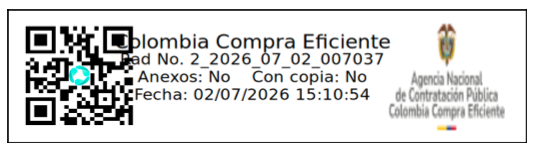 Colombia Compra Eficiente
Rad No. 2_2026_07_02_007037
Anexos: No Con copia: No
Fecha: 02/07/2026 15:10:54
Agencia Nacional
de Contratación Pública
Colombia Compra Eficiente